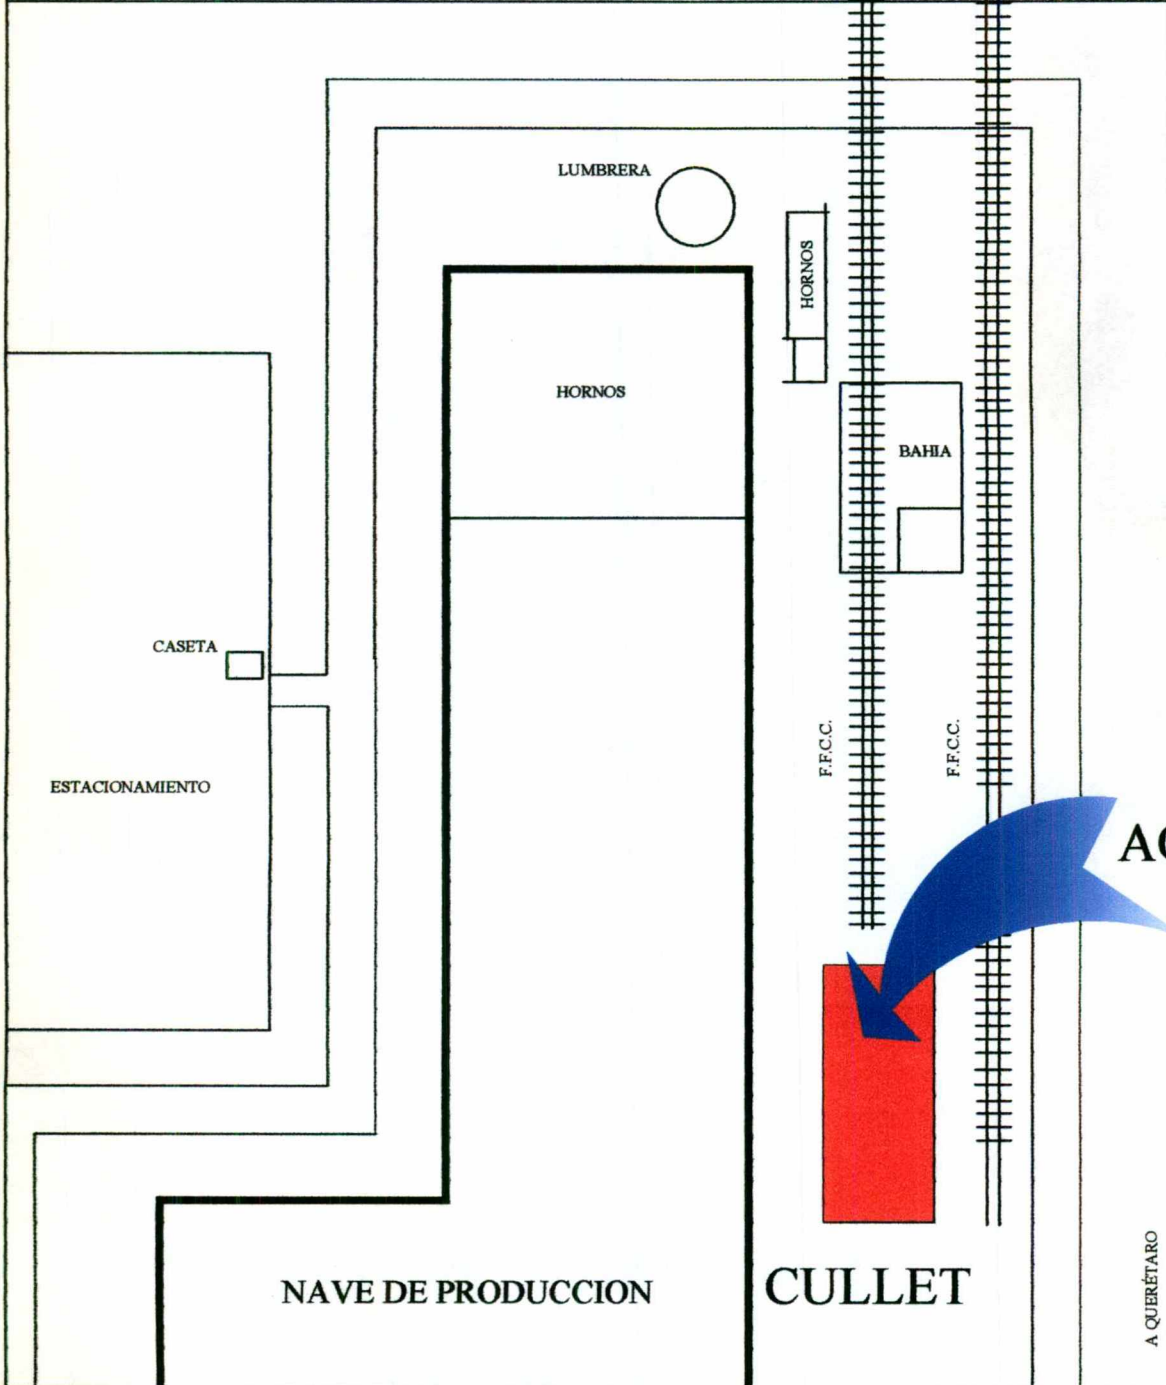 LUMBRERA
HORNOS
HORNOS
BAHIA
CASETA
ESTACIONAMIENTO
F.F.C.C.
F.F.C.C.
NAVE DE PRODUCCION
CULLET
A QUERÉTARO